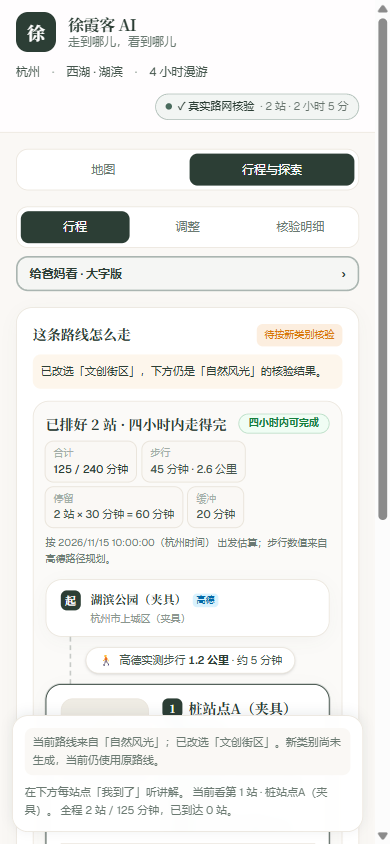 徐
徐霞客 AI
走到哪儿，看到哪儿
杭州 · 西湖·湖滨 · 4 小时漫游
✓ 真实路网核验 · 2 站 · 2 小时 5 分
地图
行程与探索
行程
调整
核验明细
给爸妈看 · 大字版 ›
这条路线怎么走
待按新类别核验
已改选「文创街区」，下方仍是「自然风光」的核验结果。
已排好 2 站 · 四小时内走得完
四小时内可完成
合计
125 / 240 分钟
步行
45 分钟 · 2.6 公里
停留
2 站 × 30 分钟 = 60 分钟
缓冲
20 分钟
按 2026/11/15 10:00:00（杭州时间） 出发估算；步行数值来自
高德路径规划。
起
湖滨公园（夹具）
高德
杭州市上城区（夹具）
高德实测步行 1.2 公里 · 约 5 分钟
1
桩站点A（夹具）
当前路线来自「自然风光」；已改选「文创街区」。新类别尚未
生成，当前仍使用原路线。
在下方每站点「我到了」听讲解。 当前看第 1 站 · 桩站点A（夹
具）。 全程 2 站 / 125 分钟，已到达 0 站。